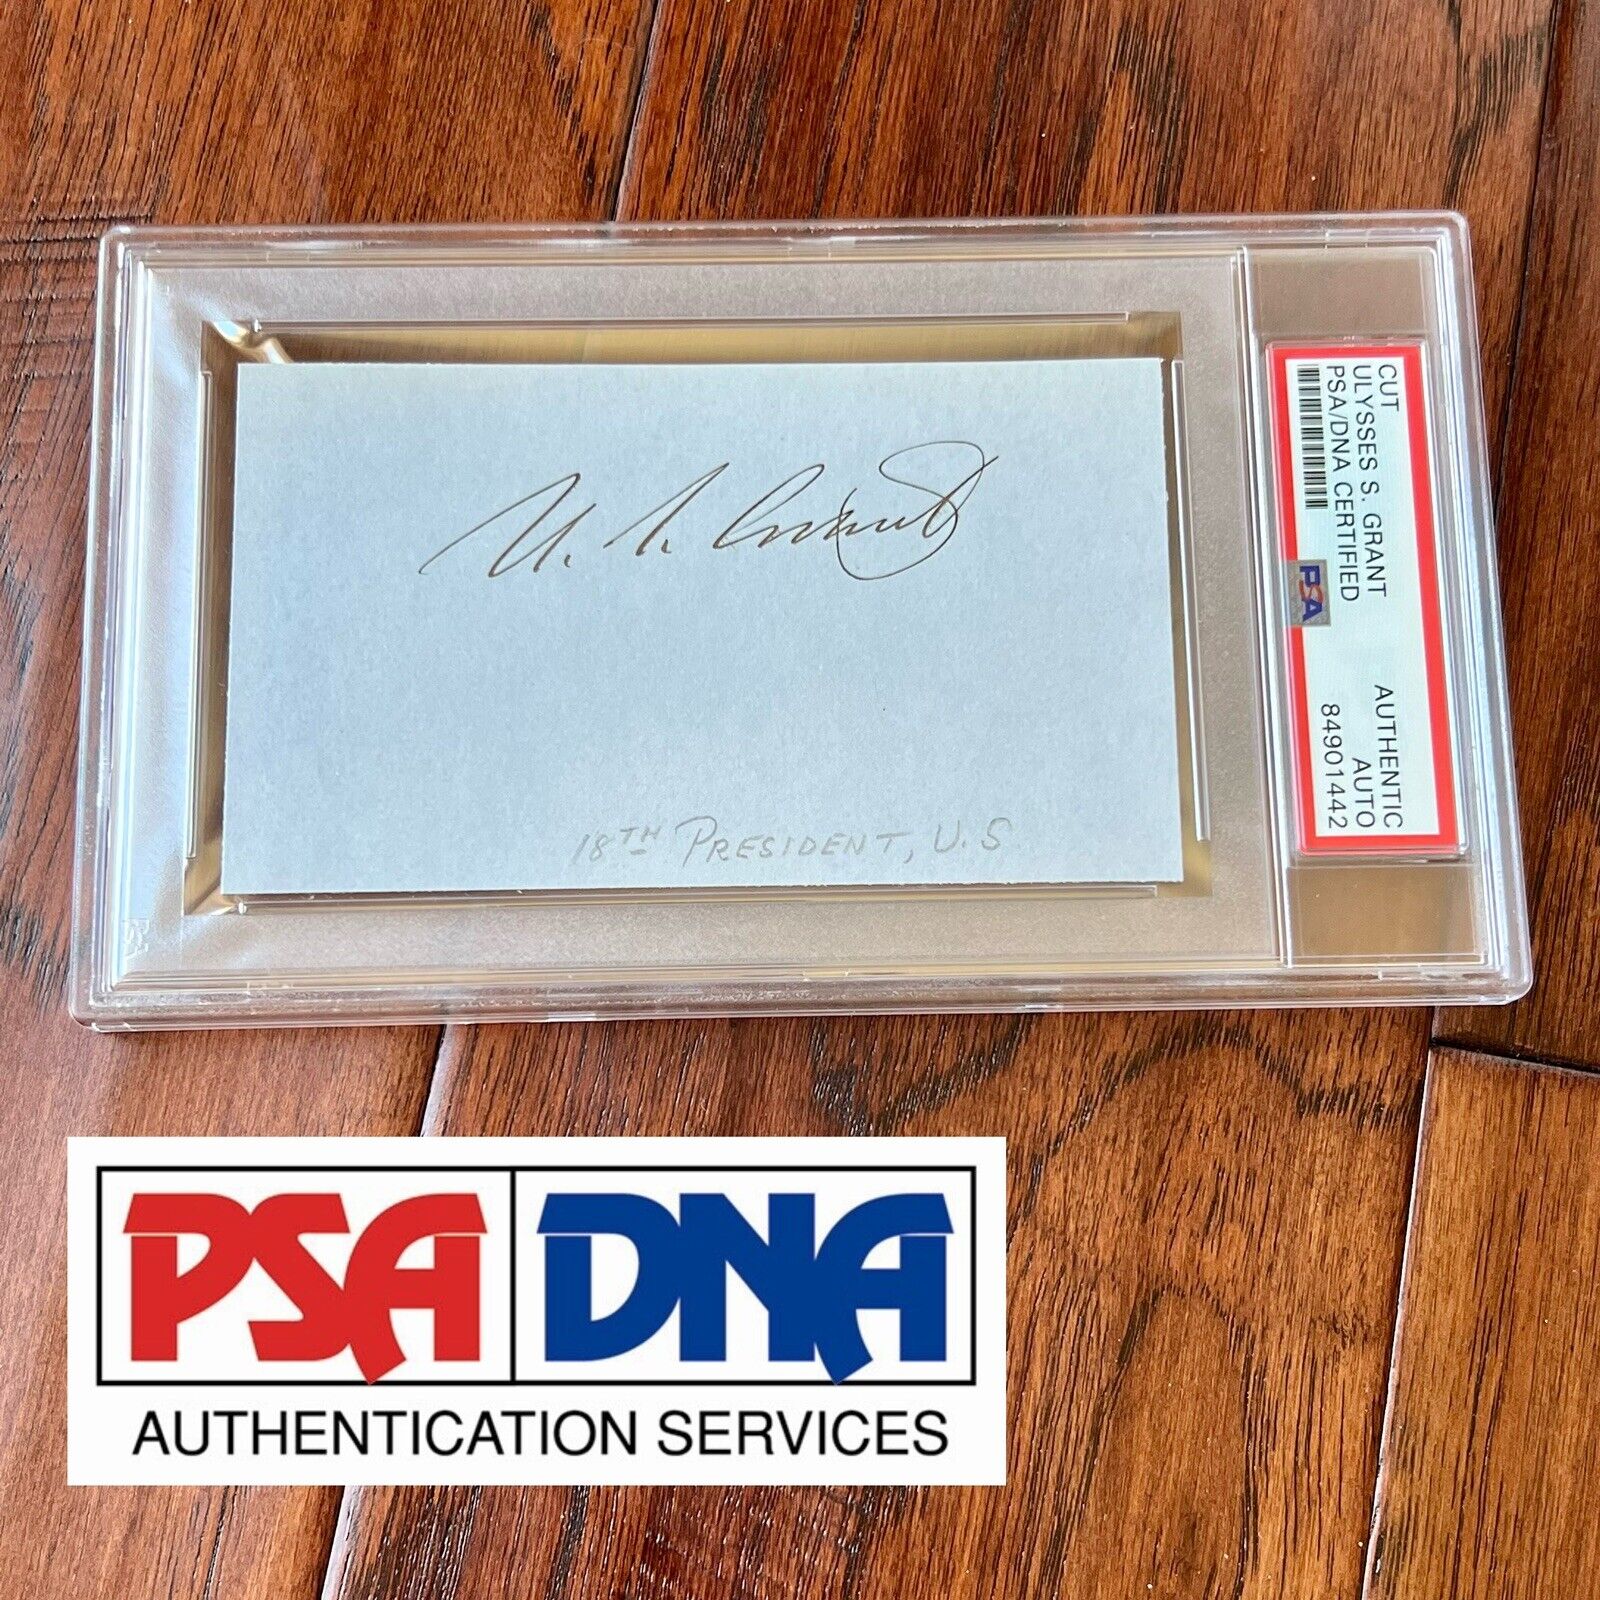 U. S. Grant
18TH PRESIDENT, U.S
CUT
ULYSSES S. GRANT
PSA/DNA CERTIFIED
PSA
AUTHENTIC
AUTO
84901442
PSA DNA
AUTHENTICATION SERVICES